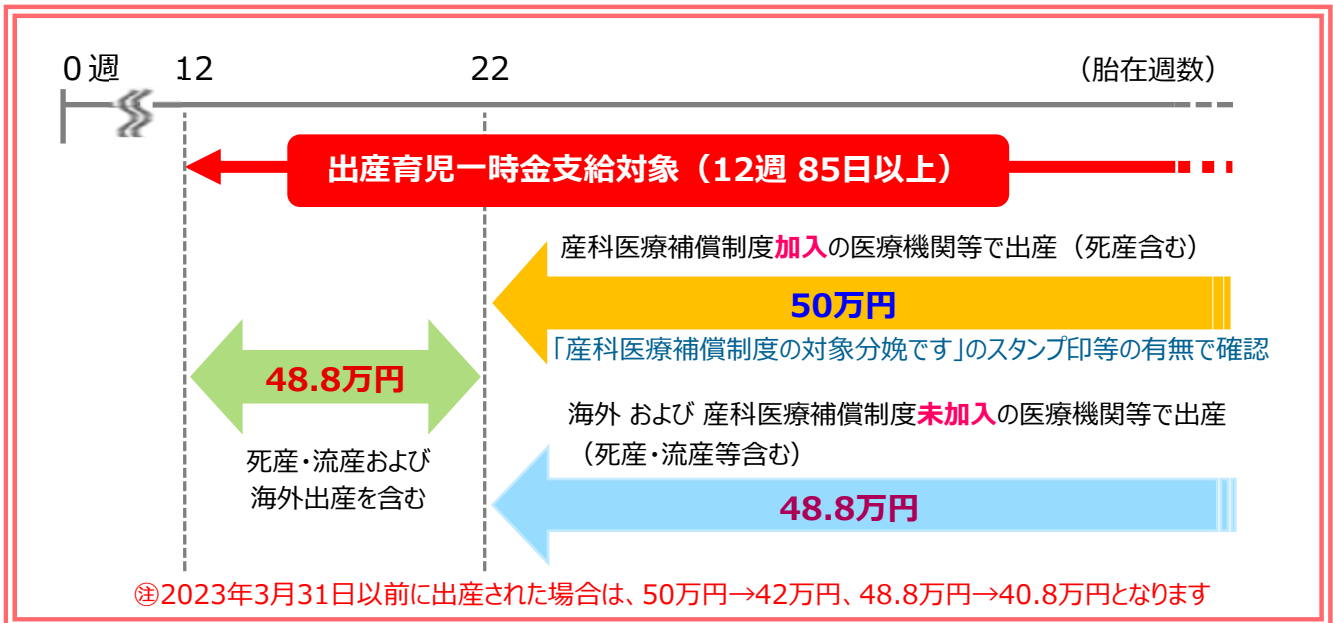 0週 12 22 (胎在週数)
出産育児一時金支給対象（12週 85日以上）
産科医療補償制度加入の医療機関等で出産（死産含む）
50万円
「産科医療補償制度の対象分娩です」のスタンプ印等の有無で確認
48.8万円
死産・流産および
海外出産を含む
海外 および 産科医療補償制度未加入の医療機関等で出産
（死産・流産等含む）
48.8万円
㊟2023年3月31日以前に出産された場合は、50万円→42万円、48.8万円→40.8万円となります